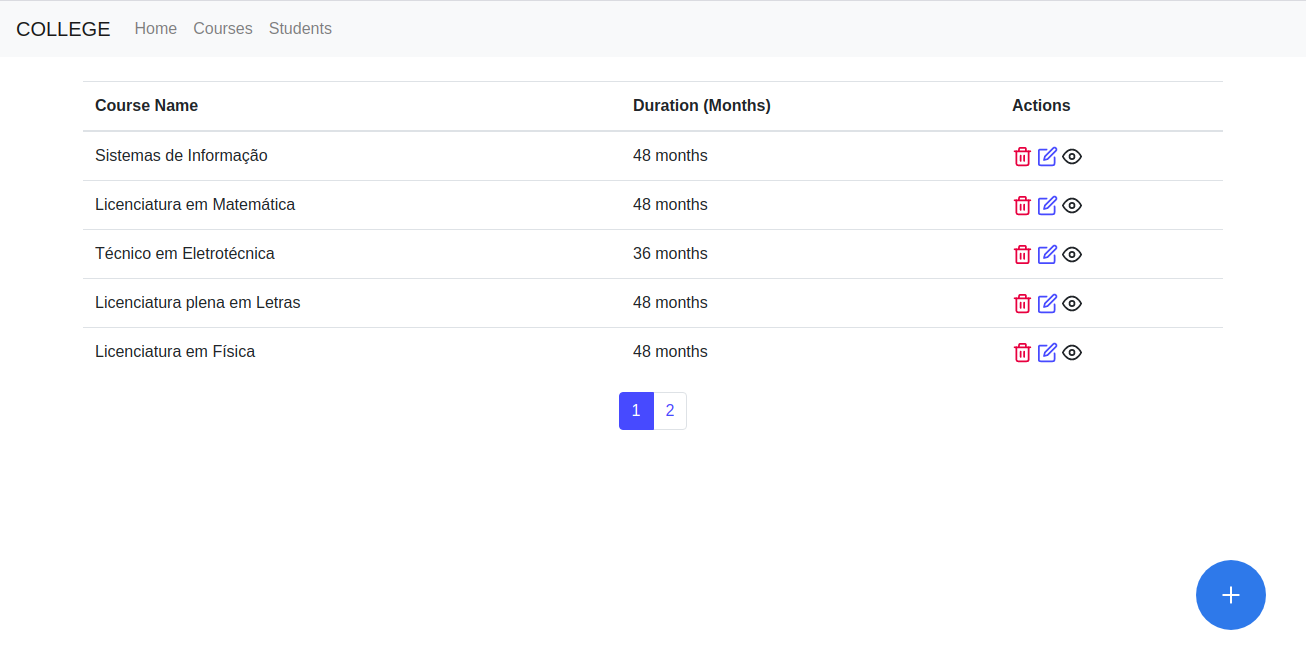 COLLEGE Home Courses Students
Course Name Duration (Months) Actions
Sistemas de Informação 48 months
Licenciatura em Matemática 48 months
Técnico em Eletrotécnica 36 months
Licenciatura plena em Letras 48 months
Licenciatura em Física 48 months
1 2